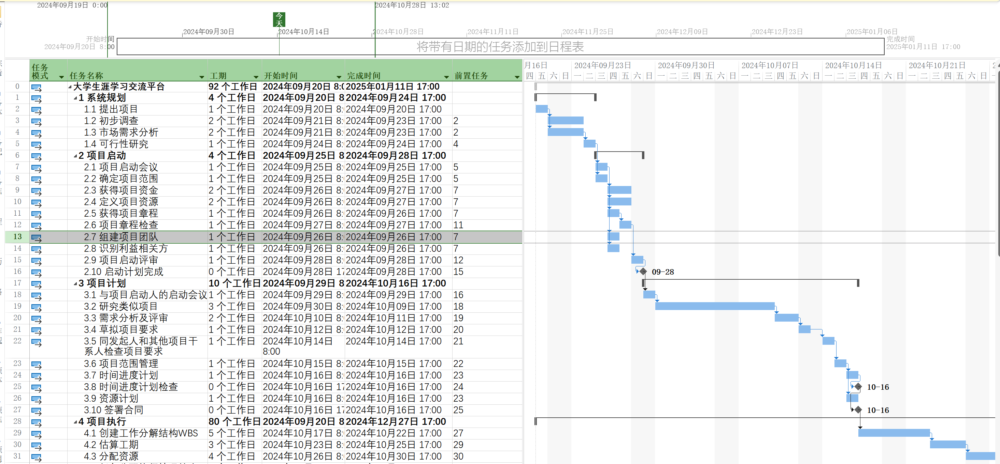 2024年09月19日 0:00
2024年10月28日 13:02
今天
2024年09月30日 2024年10月14日 2024年10月28日 2024年11月11日 2024年11月25日 2024年12月09日 2024年12月23日 2025年01月06日
开始时间
2024年09月20日 8:00
将带有日期的任务添加到日程表
完成时间
2025年01月11日 17:00
任务模式 任务名称 工期 开始时间 完成时间 前置任务
月16日 2024年09月23日 2024年09月30日 2024年10月07日 2024年10月14日 2024年10月21日
四 五 六 日 一 二 三 四 五 六 日 一 二 三 四 五 六 日 一 二 三 四 五 六 日 一 二 三 四 五 六 日 一 二 三 四 五 六 日
0 大学生涯学习交流平台 92 个工作日 2024年09月20日 8:0 2025年01月11日 17:00
1 1 系统规划 4 个工作日 2024年09月20日 8 2024年09月24日 17:00
2 1.1 提出项目 1 个工作日 2024年09月20日 8: 2024年09月20日 17:00
3 1.2 初步调查 2 个工作日 2024年09月21日 8: 2024年09月23日 17:00 2
4 1.3 市场需求分析 2 个工作日 2024年09月21日 8: 2024年09月23日 17:00 2
5 1.4 可行性研究 1 个工作日 2024年09月24日 8: 2024年09月24日 17:00 4
6 2 项目启动 4 个工作日 2024年09月25日 8 2024年09月28日 17:00
7 2.1 项目启动会议 1 个工作日 2024年09月25日 8: 2024年09月25日 17:00 5
8 2.2 确定项目范围 1 个工作日 2024年09月25日 8: 2024年09月25日 17:00 5
9 2.3 获得项目资金 2 个工作日 2024年09月26日 8: 2024年09月27日 17:00 7
10 2.4 定义项目资源 2 个工作日 2024年09月26日 8: 2024年09月27日 17:00 7
11 2.5 获得项目章程 1 个工作日 2024年09月26日 8: 2024年09月26日 17:00 7
12 2.6 项目章程检查 1 个工作日 2024年09月27日 8: 2024年09月27日 17:00 11
13 2.7 组建项目团队 1 个工作日 2024年09月26日 8: 2024年09月26日 17:00 7
14 2.8 识别利益相关方 1 个工作日 2024年09月26日 8: 2024年09月26日 17:00 7
15 2.9 项目启动评审 1 个工作日 2024年09月28日 8: 2024年09月28日 17:00 12
16 2.10 启动计划完成 0 个工作日 2024年09月28日 17 2024年09月28日 17:00 15 09-28
17 3 项目计划 10 个工作日 2024年09月29日 8 2024年10月16日 17:00
18 3.1 与项目启动人的启动会议 1 个工作日 2024年09月29日 8: 2024年09月29日 17:00 16
19 3.2 研究类似项目 3 个工作日 2024年09月30日 8: 2024年10月09日 17:00 18
20 3.3 需求分析及评审 2 个工作日 2024年10月10日 8: 2024年10月11日 17:00 19
21 3.4 草拟项目要求 1 个工作日 2024年10月12日 8: 2024年10月12日 17:00 20
22 3.5 同发起人和其他项目干 1 个工作日 2024年10月14日 2024年10月14日 17:00 21
系人检查项目要求 8:00
23 3.6 项目范围管理 1 个工作日 2024年10月15日 8: 2024年10月15日 17:00 22
24 3.7 时间进度计划 1 个工作日 2024年10月16日 8: 2024年10月16日 17:00 23
25 3.8 时间进度计划检查 0 个工作日 2024年10月16日 17 2024年10月16日 17:00 24 10-16
26 3.9 资源计划 1 个工作日 2024年10月16日 8: 2024年10月16日 17:00 23
27 3.10 签署合同 0 个工作日 2024年10月16日 17 2024年10月16日 17:00 25 10-16
28 4 项目执行 80 个工作日 2024年09月20日 8 2024年12月27日 17:00
29 4.1 创建工作分解结构WBS 5 个工作日 2024年10月17日 8: 2024年10月22日 17:00 27
30 4.2 估算工期 3 个工作日 2024年10月23日 8: 2024年10月25日 17:00 29
31 4.3 分配资源 4 个工作日 2024年10月26日 8: 2024年10月30日 17:00 30